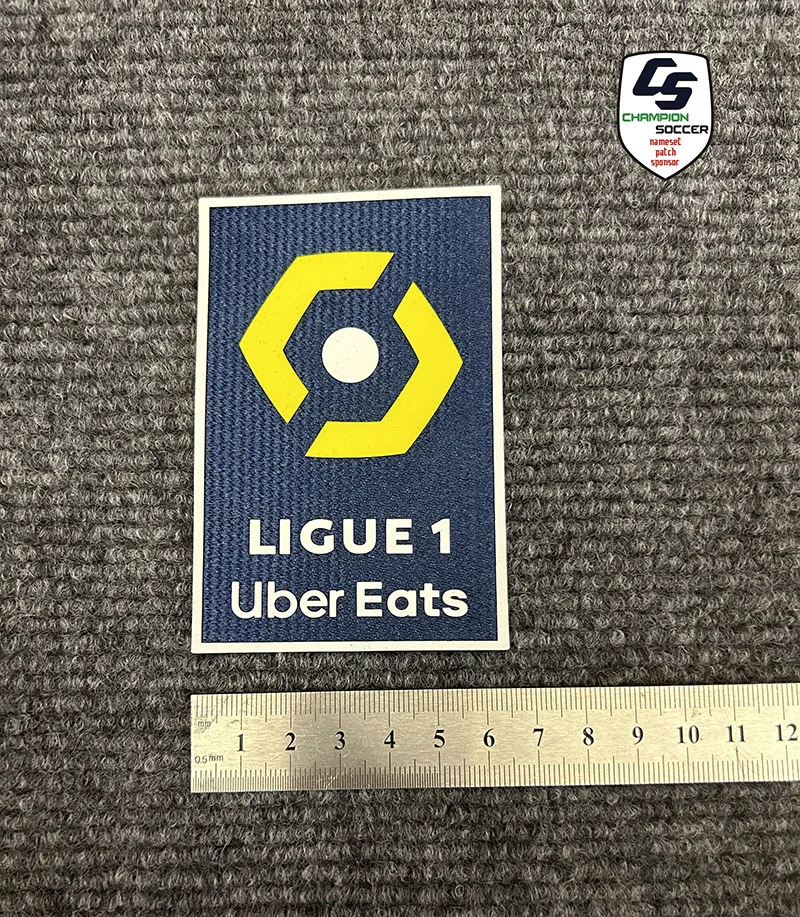 CS
CHAMPION
SOCCER
nameset
patch
sponsor
LIGUE 1
Uber Eats
mm
1 2 3 4 5 6 7 8 9 10 11 12
0.5mm